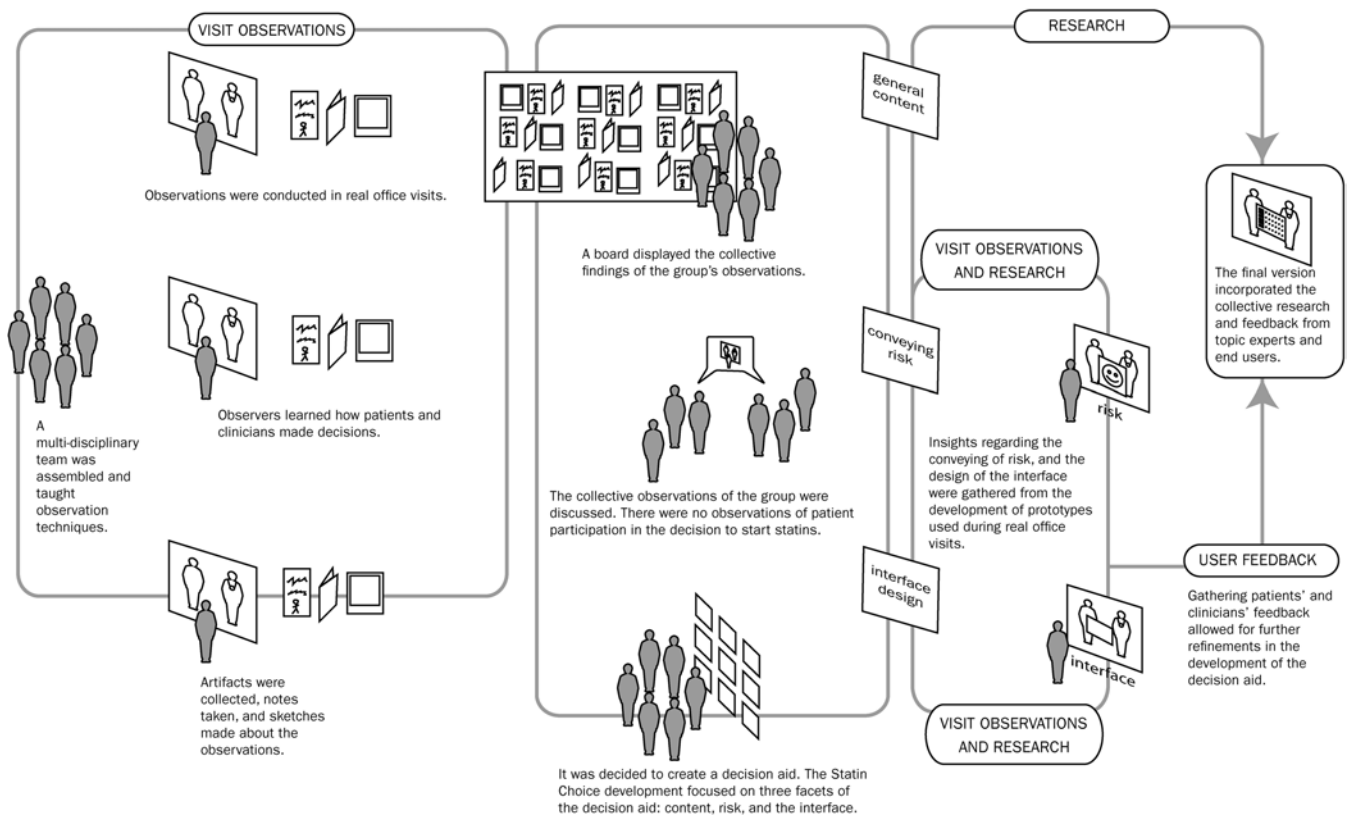 VISIT OBSERVATIONS
Observations were conducted in real office visits.
A
multi-disciplinary
team was
assembled and
taught
observation
techniques.
Observers learned how patients and
clinicians made decisions.
Artifacts were
collected, notes
taken, and sketches
made about the
observations.
A board displayed the collective
findings of the group's observations.
The collective observations of the group were
discussed. There were no observations of patient
participation in the decision to start statins.
It was decided to create a decision aid. The Statin
Choice development focused on three facets of
the decision aid: content, risk, and the interface.
general
content
conveying
risk
interface
design
RESEARCH
VISIT OBSERVATIONS
AND RESEARCH
risk
Insights regarding the
conveying of risk, and the
design of the interface
were gathered from the
development of prototypes
used during real office
visits.
interface
VISIT OBSERVATIONS
AND RESEARCH
The final version
incorporated the
collective research
and feedback from
topic experts and
end users.
USER FEEDBACK
Gathering patients' and
clinicians' feedback
allowed for further
refinements in the
development of the
decision aid.